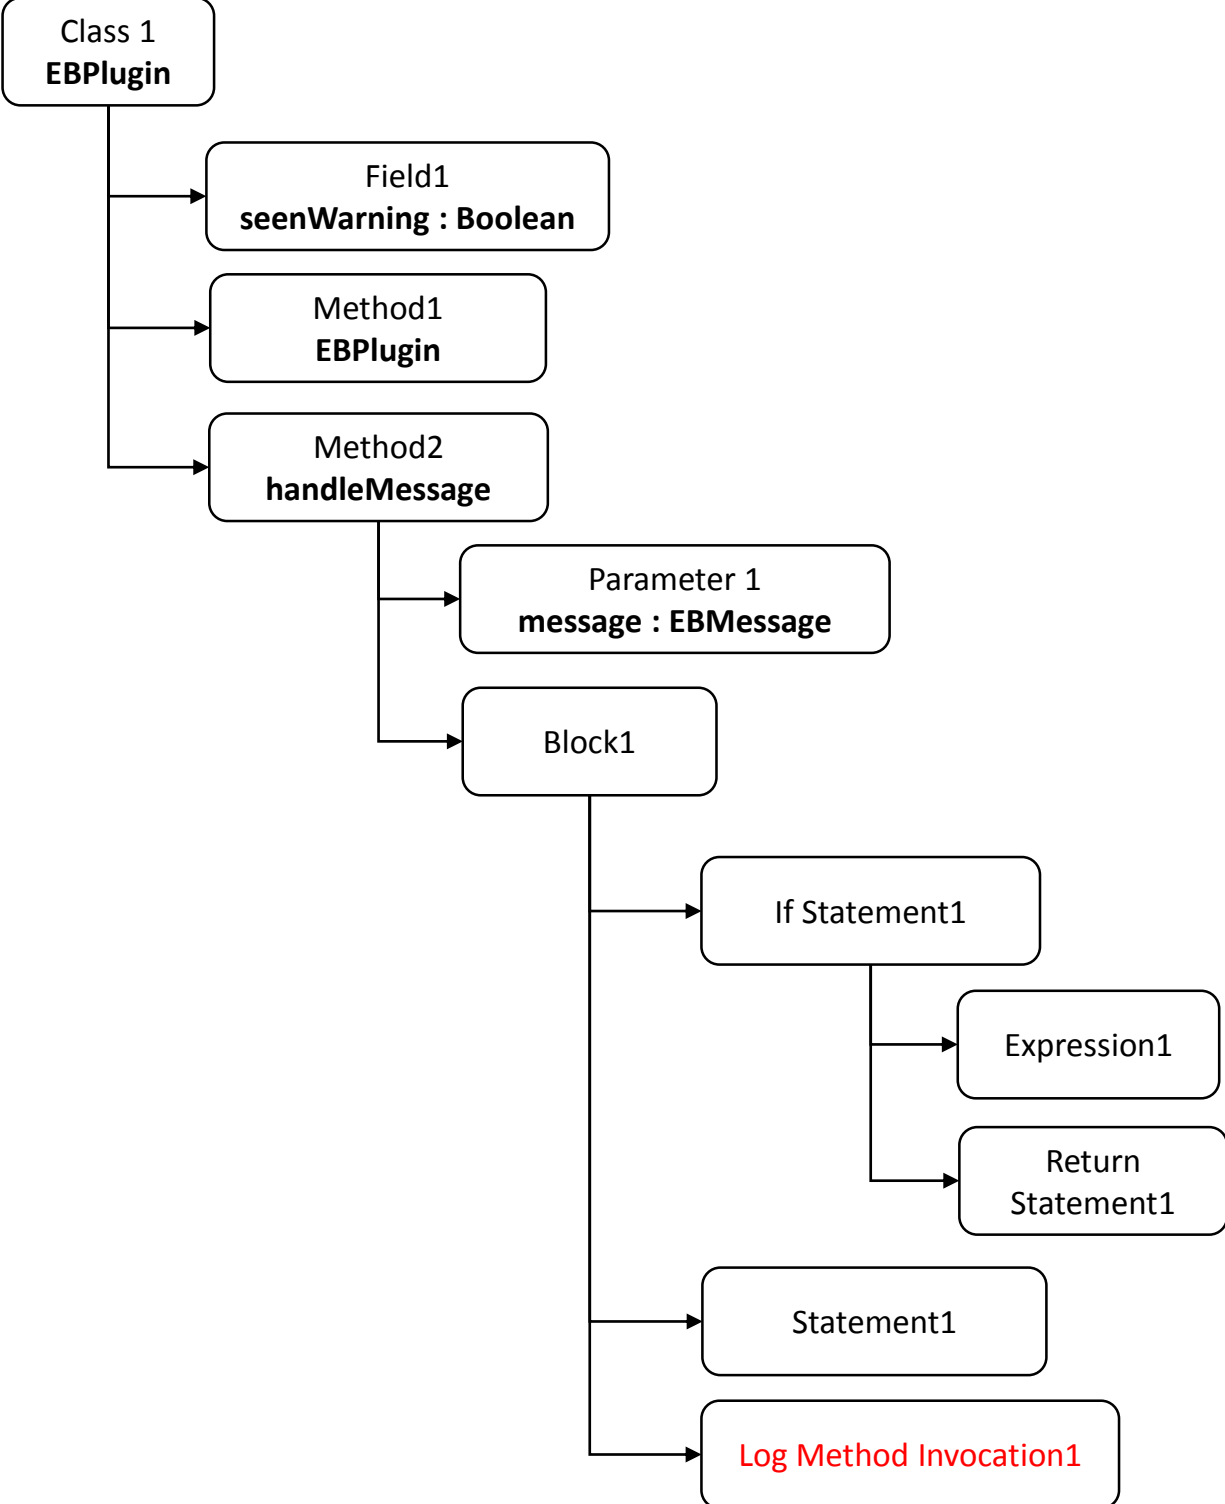 Class 1
EBPlugin
Field1
seenWarning : Boolean
Method1
EBPlugin
Method2
handleMessage
Parameter 1
message : EBMessage
Block1
If Statement1
Expression1
Return
Statement1
Statement1
Log Method Invocation1